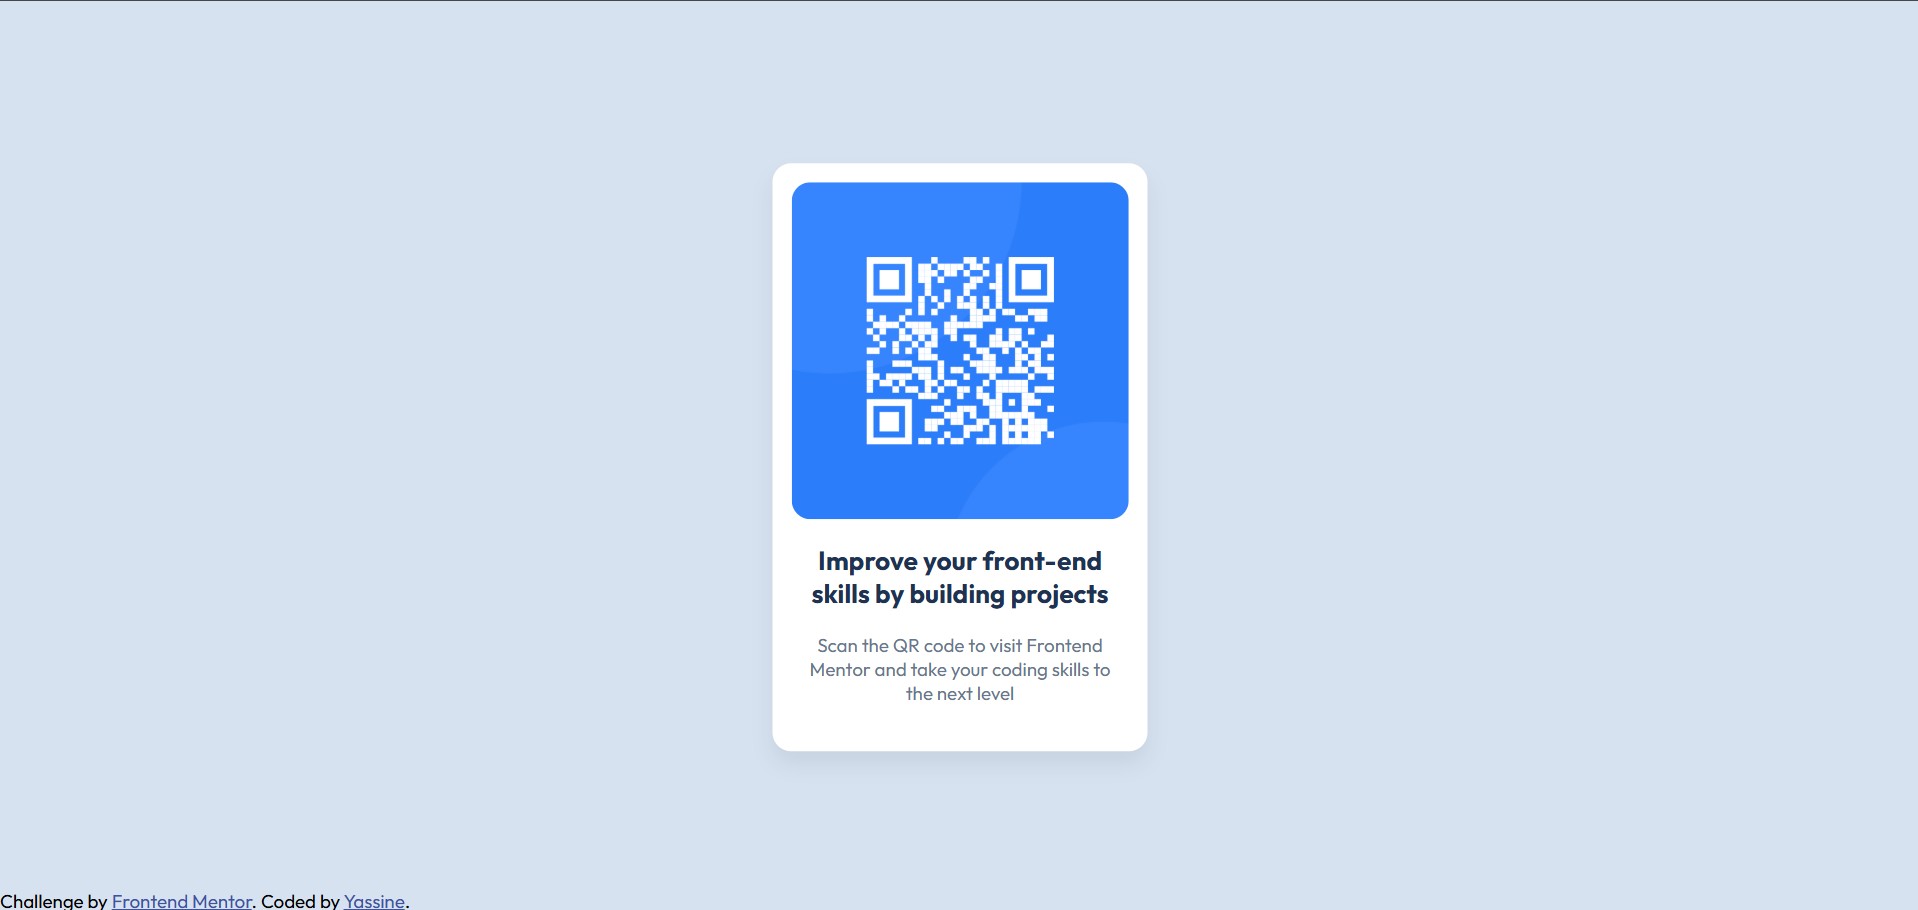 Improve your front-end
skills by building projects
Scan the QR code to visit Frontend
Mentor and take your coding skills to
the next level
Challenge by Frontend Mentor. Coded by Yassine.